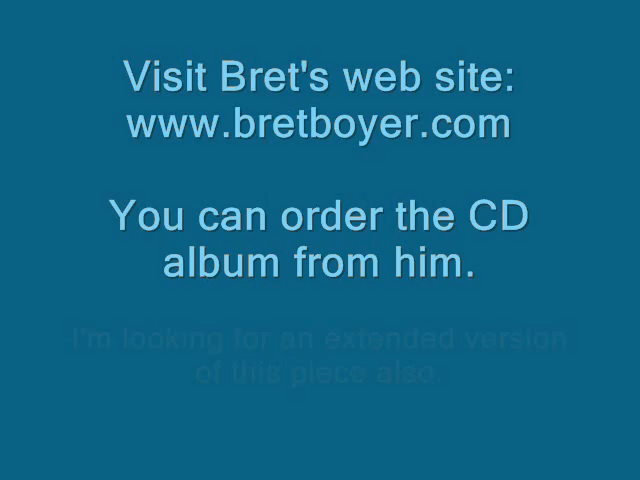 Visit Bret's web site:
www.bretboyer.com
You can order the CD
album from him.
I'm looking for an extended version
of this piece also.